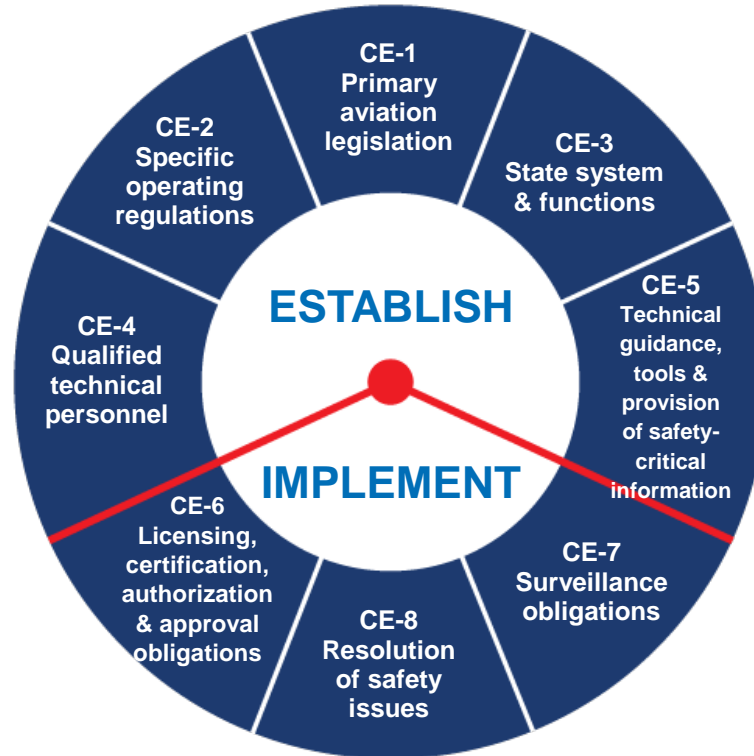 CE-1
Primary
aviation
legislation
CE-2
Specific
operating
regulations
CE-3
State system
& functions
ESTABLISH
CE-4
Qualified
technical
personnel
CE-5
Technical
guidance,
tools &
provision
of safety-
critical
information
IMPLEMENT
CE-6
Licensing,
certification,
authorization
& approval
obligations
CE-7
Surveillance
obligations
CE-8
Resolution
of safety
issues